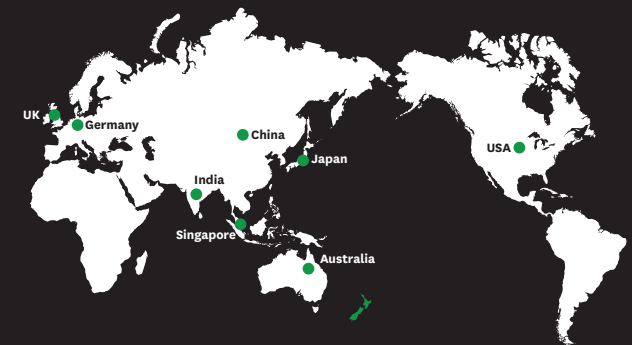 UK
Germany
China
Japan
USA
India
Singapore
Australia